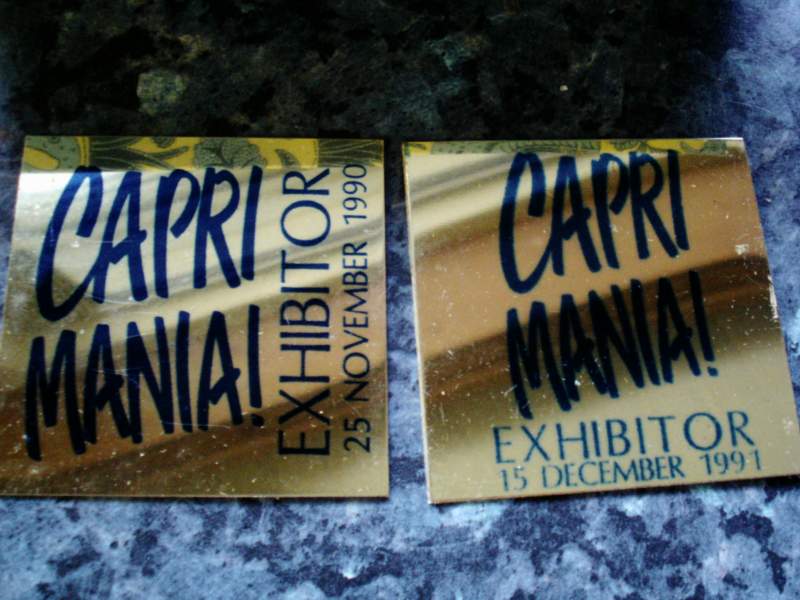 CAPRI
MANIA!
EXHIBITOR
25 NOVEMBER 1990
CAPRI
MANIA!
EXHIBITOR
15 DECEMBER 1991